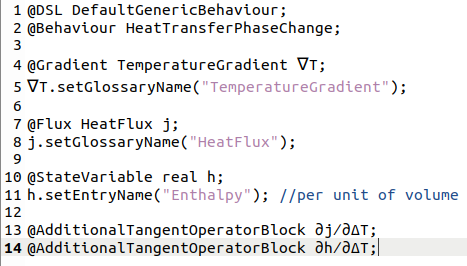 1 @DSL DefaultGenericBehaviour;
2 @Behaviour HeatTransferPhaseChange;
3
4 @Gradient TemperatureGradient ∇T;
5 ∇T.setGlossaryName("TemperatureGradient");
6
7 @Flux HeatFlux j;
8 j.setGlossaryName("HeatFlux");
9
10 @StateVariable real h;
11 h.setEntryName("Enthalpy"); //per unit of volume
12
13 @AdditionalTangentOperatorBlock ∂j/∂ΔT;
14 @AdditionalTangentOperatorBlock ∂h/∂ΔT;